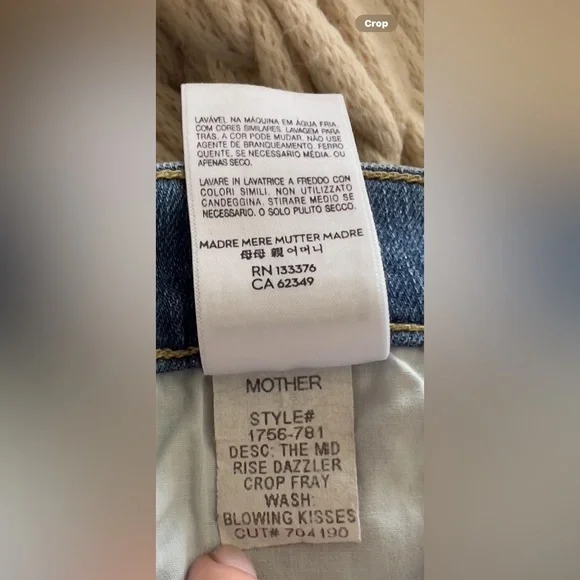 Crop
LAVÁVEL NA MÁQUINA EM ÁGUA FRIA
COM CORES SIMILARES. LAVAGEM PARA
TRÁS, A COR PODE MUDAR. NÃO USE
AGENTE DE BRANQUEAMENTO. FERRO
QUENTE, SE NECESSARIO MÉDIA. OU
APENAS SECO.
LAVARE IN LAVATRICE A FREDDO CON
COLORI SIMILI. NON UTILIZZATO
CANDEGGINA. STIRARE MEDIO SE
NECESSARIO. O SOLO PULITO SECCO.
MADRE MERE MUTTER MADRE
母母 親 어머니
RN 133376
CA 62349
MOTHER
STYLE#
1756-781
DESC: THE MID
RISE DAZZLER
CROP FRAY
WASH:
BLOWING KISSES
CUT# 704190